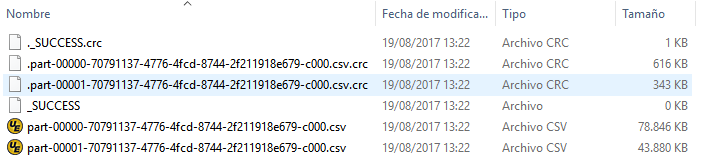 Nombre Fecha de modifica... Tipo Tamaño
._SUCCESS.crc 19/08/2017 13:22 Archivo CRC 1 KB
.part-00000-70791137-4776-4fcd-8744-2f211918e679-c000.csv.crc 19/08/2017 13:22 Archivo CRC 616 KB
.part-00001-70791137-4776-4fcd-8744-2f211918e679-c000.csv.crc 19/08/2017 13:22 Archivo CRC 343 KB
_SUCCESS 19/08/2017 13:22 Archivo 0 KB
part-00000-70791137-4776-4fcd-8744-2f211918e679-c000.csv 19/08/2017 13:22 Archivo CSV 78.846 KB
part-00001-70791137-4776-4fcd-8744-2f211918e679-c000.csv 19/08/2017 13:22 Archivo CSV 43.880 KB